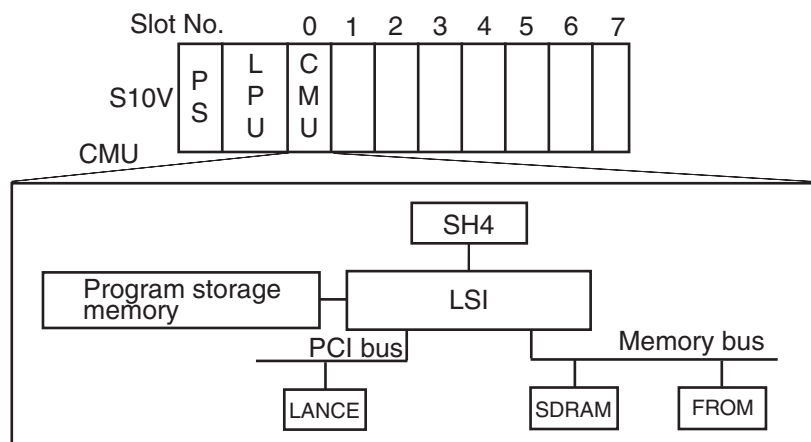 Slot No. 0 1 2 3 4 5 6 7
S10V
PS
LPU
CMU
CMU
SH4
Program storage
memory
LSI
PCI bus
Memory bus
LANCE
SDRAM
FROM